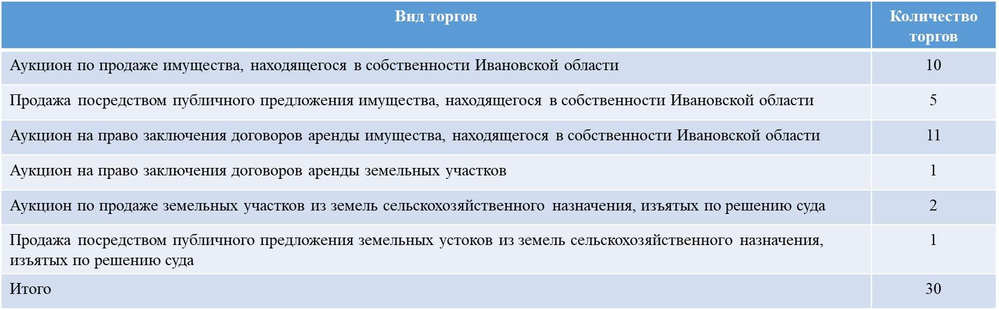 Вид торгов
Количество
торгов
Аукцион по продаже имущества, находящегося в собственности Ивановской области
10
Продажа посредством публичного предложения имущества, находящегося в собственности Ивановской области
5
Аукцион на право заключения договоров аренды имущества, находящегося в собственности Ивановской области
11
Аукцион на право заключения договоров аренды земельных участков
1
Аукцион по продаже земельных участков из земель сельскохозяйственного назначения, изъятых по решению суда
2
Продажа посредством публичного предложения земельных устоков из земель сельскохозяйственного назначения,
изъятых по решению суда
1
Итого
30